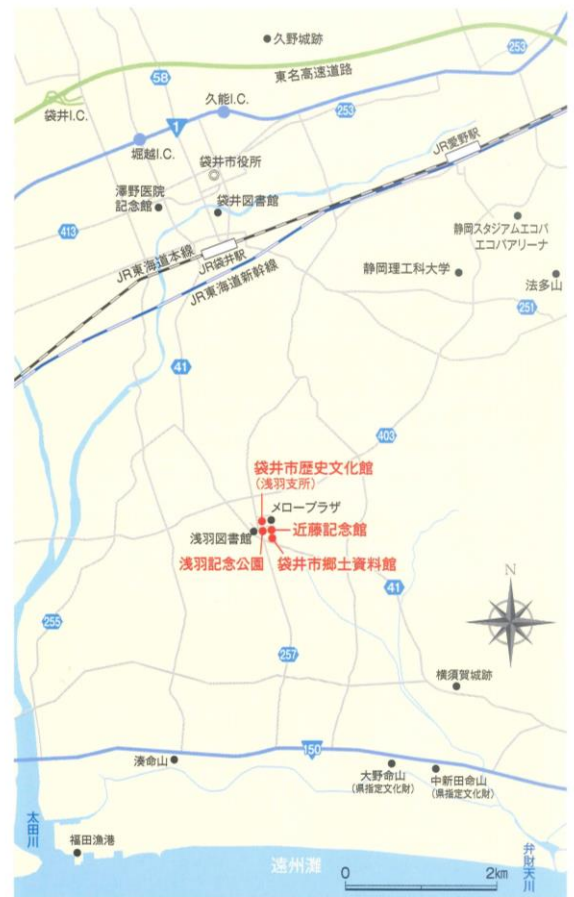 久野城跡
253
東名高速道路
58
久能I.C.
253
袋井I.C.
1
堀越I.C.
JR愛野駅
袋井市役所
澤野医院
記念館
袋井図書館
413
静岡スタジアムエコパ
エコパアリーナ
JR東海道本線
JR袋井駅
JR東海道新幹線
静岡理工科大学
法多山
251
41
403
袋井市歴史文化館
(浅羽支所)
メロープラザ
浅羽図書館
近藤記念館
浅羽記念公園
袋井市郷土資料館
N
41
255
257
横須賀城跡
150
湊命山
大野命山
(県指定文化財)
中新田命山
(県指定文化財)
太田川
福田漁港
遠州灘
弁財天川
0
2km